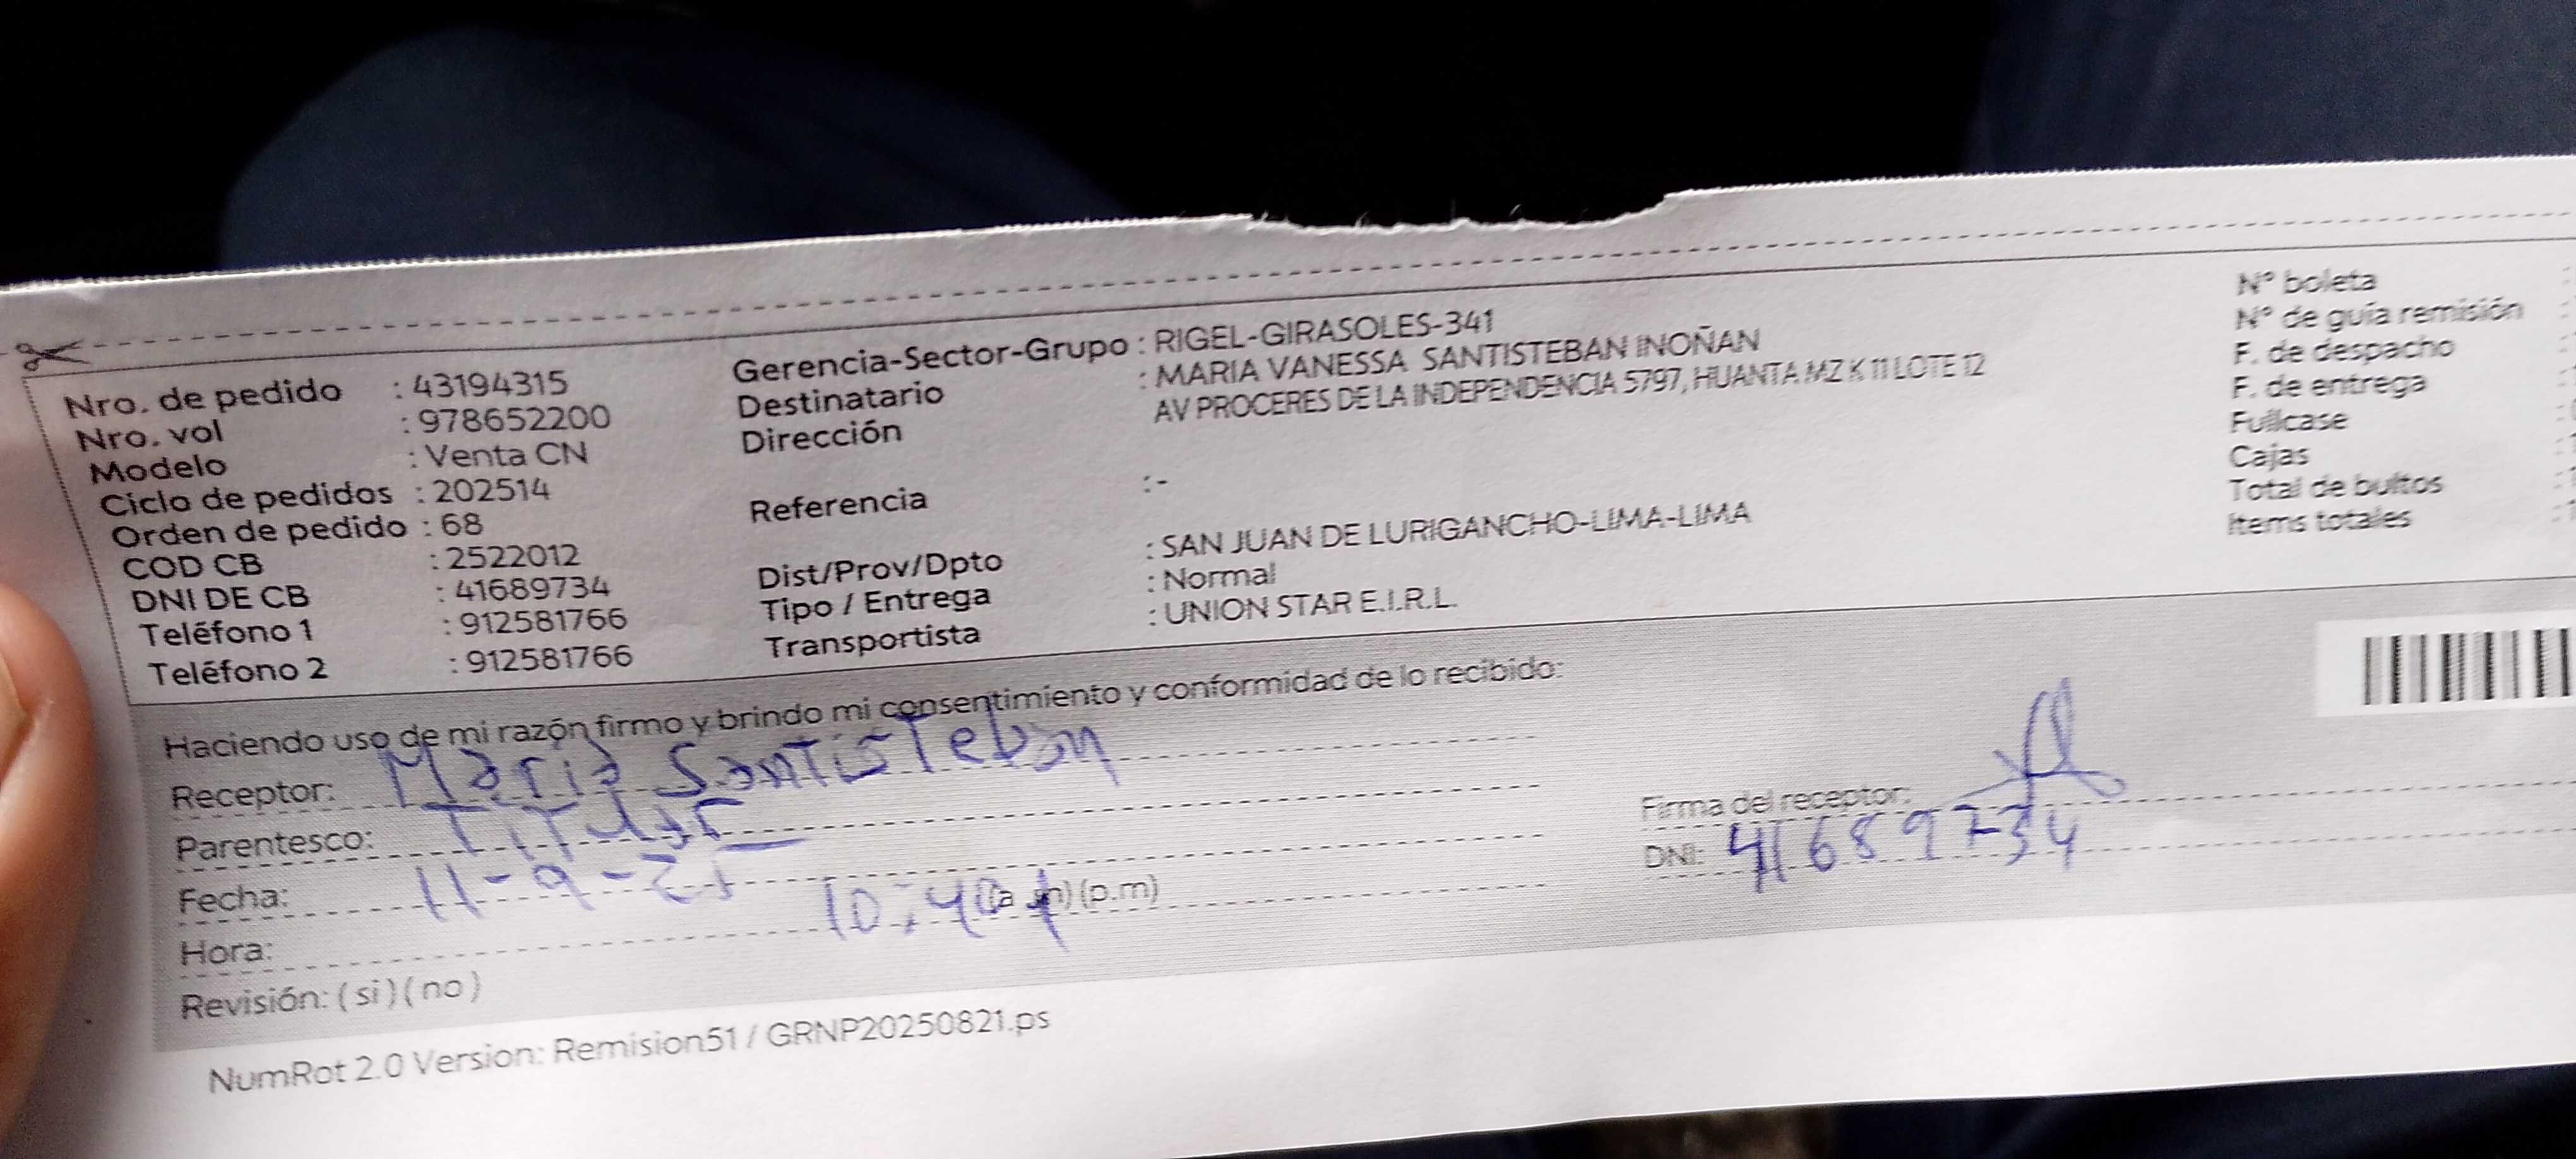 Nro. de pedido : 43194315
Nro. vol : 978652200
Modelo : Venta CN
Ciclo de pedidos : 202514
Orden de pedido : 68
COD CB : 2522012
DNI DE CB : 41689734
Teléfono 1 : 912581766
Teléfono 2 : 912581766
Gerencia-Sector-Grupo : RIGEL-GIRASOLES-341
Destinatario : MARIA VANESSA SANTISTEBAN INOÑAN
Dirección AV PROCERES DE LA INDEPENDENCIA 5797, HUANTA MZ K 11 LOTE 12
Referencia : -
Dist/Prov/Dpto : SAN JUAN DE LURIGANCHO-LIMA-LIMA
Tipo / Entrega : Normal
Transportista : UNION STAR E.I.R.L.
N° boleta
N° de guía remisión
F. de despacho
F. de entrega
Fullcase
Cajas
Total de bultos
Items totales
Haciendo uso de mi razón firmo y brindo mi consentimiento y conformidad de lo recibido:
Receptor: Maria SantisTeban
Parentesco: TiTular
Fecha: 11-9-25
Hora: 10:40 (a.m) (p.m)
Revisión: ( si ) ( no )
Firma del receptor:
DNI: 41689734
NumRot 2.0 Version: Remision51 / GRNP20250821.ps